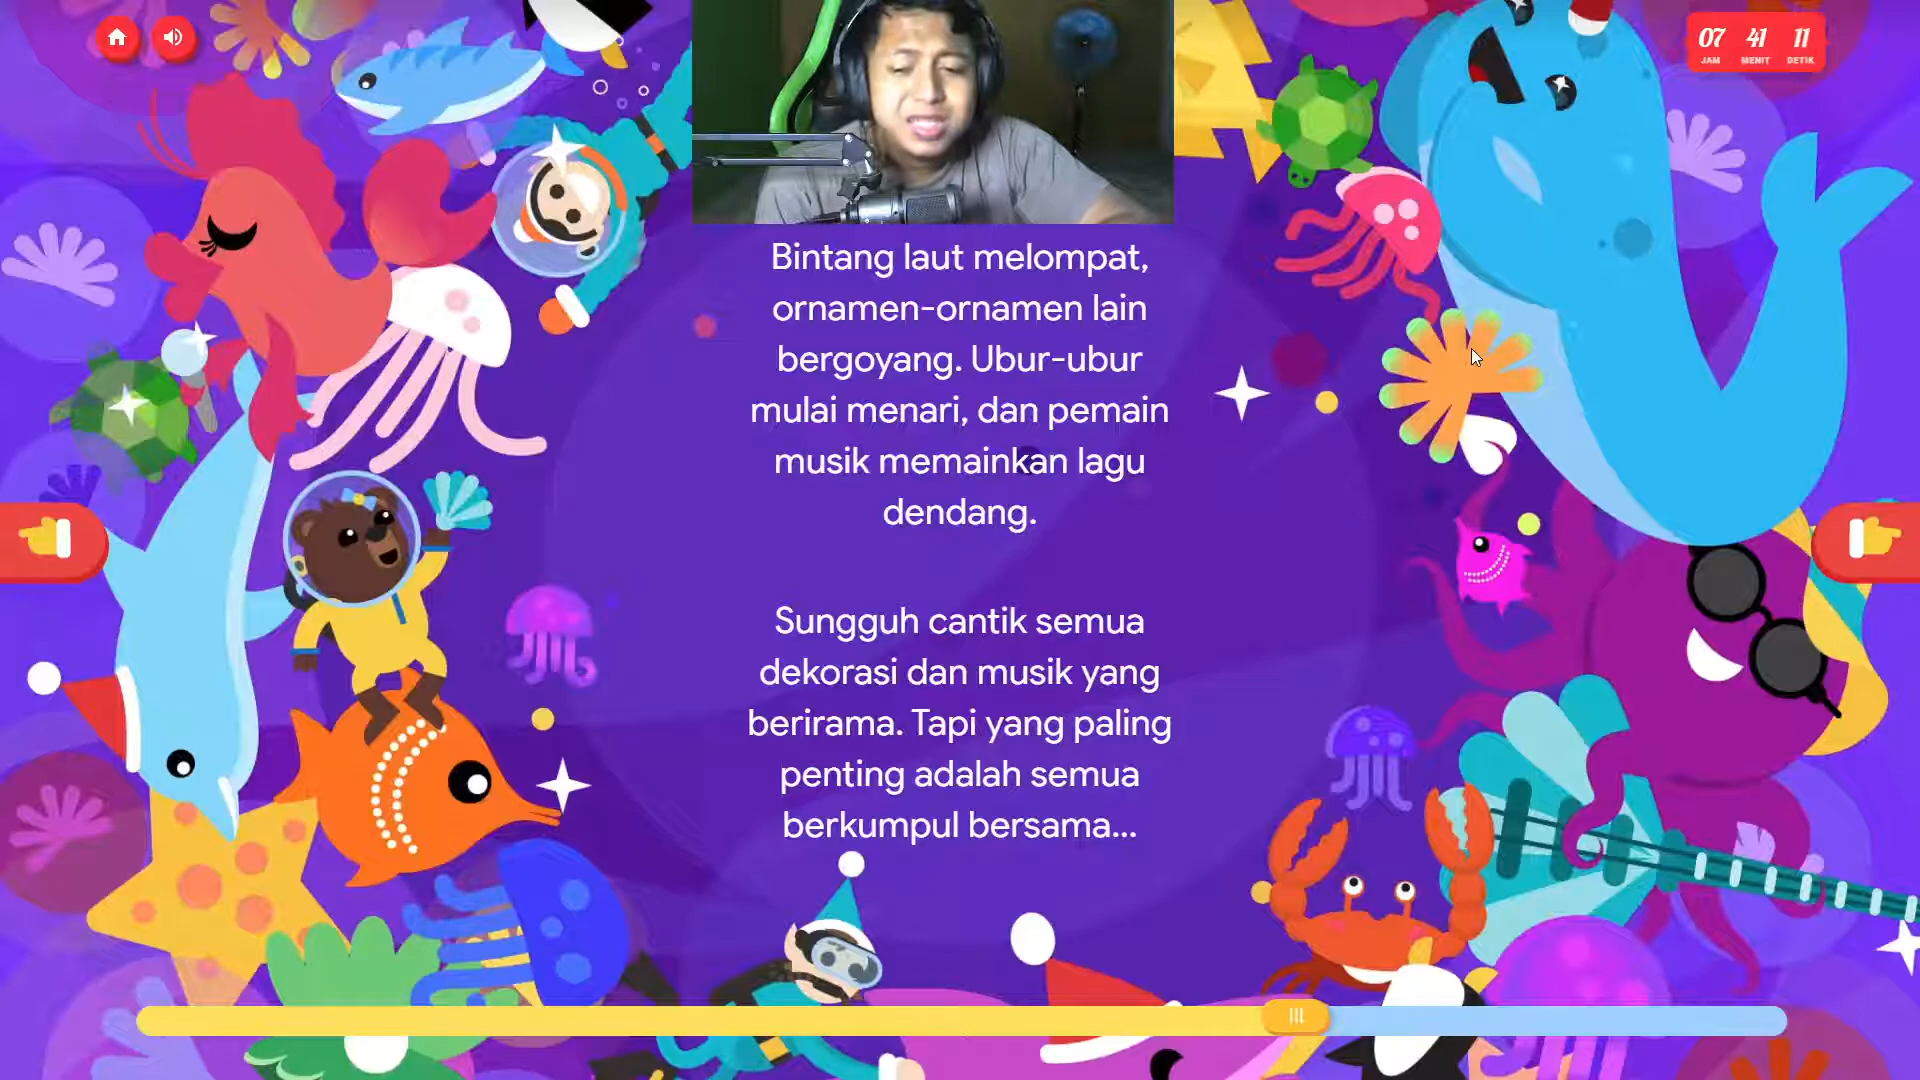 07 41 11
JAM MENIT DETIK
Bintang laut melompat,
ornamen-ornamen lain
bergoyang. Ubur-ubur
mulai menari, dan pemain
musik memainkan lagu
dendang.
Sungguh cantik semua
dekorasi dan musik yang
berirama. Tapi yang paling
penting adalah semua
berkumpul bersama...